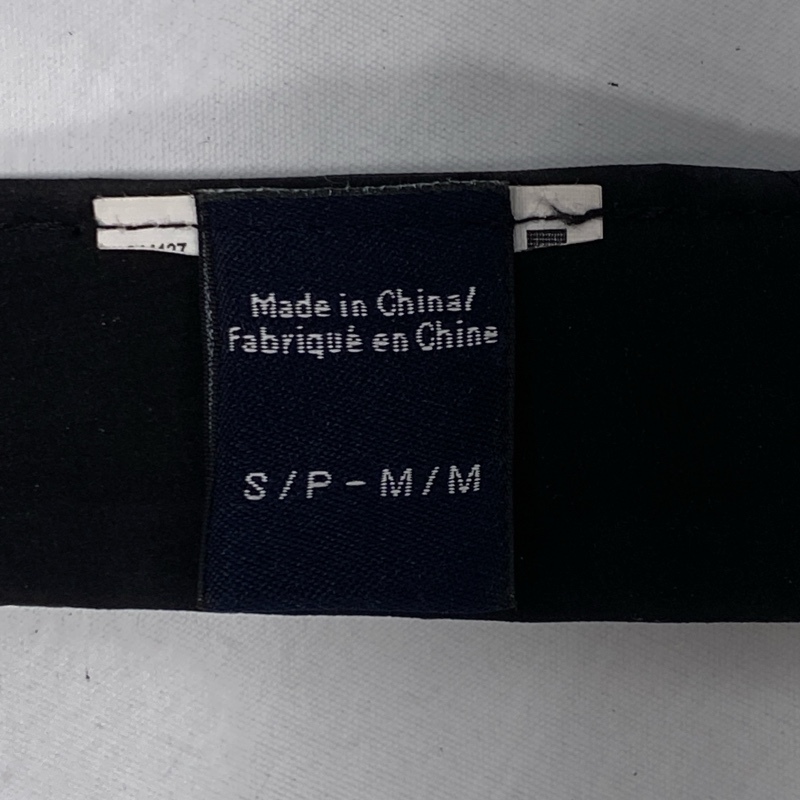 Made in China/
Fabriqué en Chine
S/P-M/M